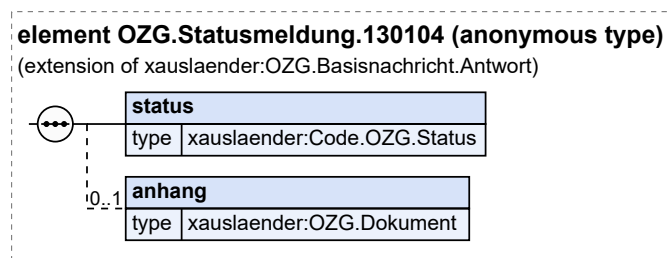 element OZG.Statusmeldung.130104 (anonymous type)
(extension of xauslaender:OZG.Basisnachricht.Antwort)
status
type xauslaender:Code.OZG.Status
0..1
anhang
type xauslaender:OZG.Dokument